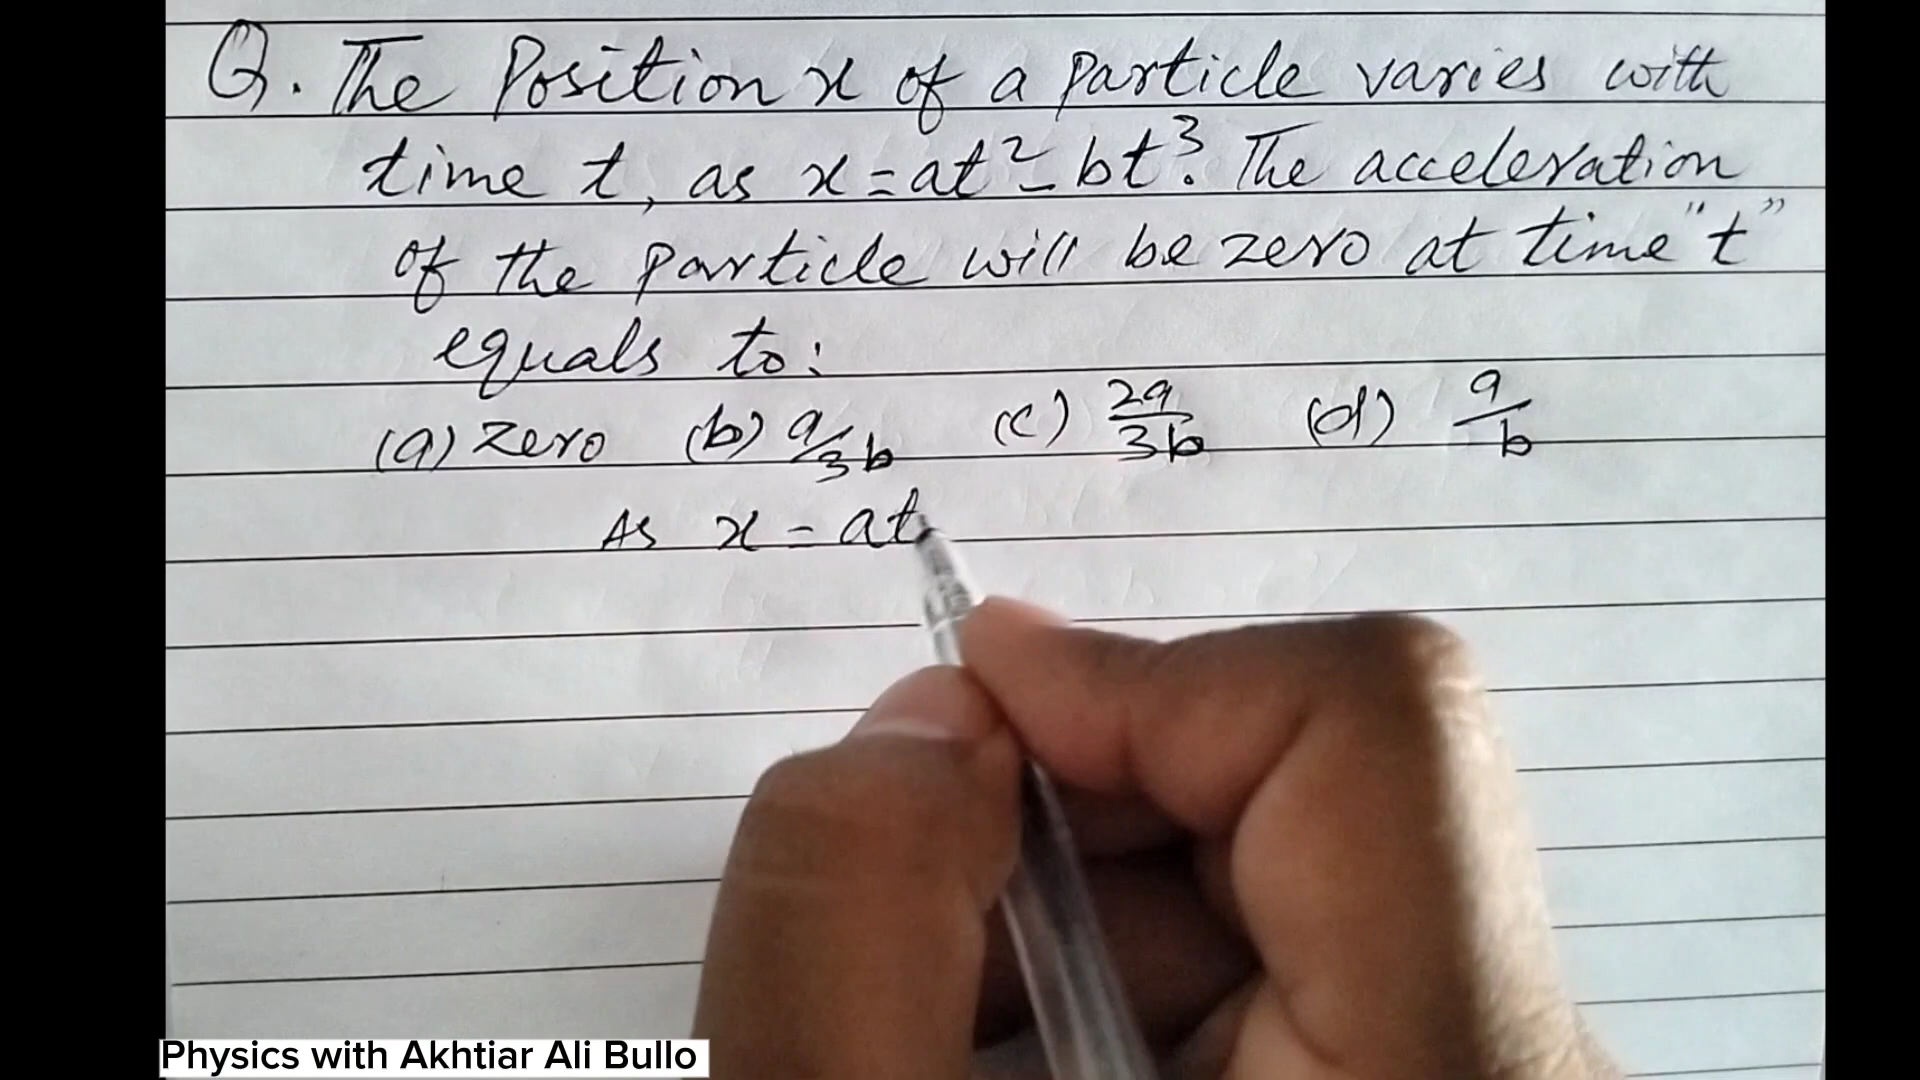 Q. The Position x of a particle varies with
time t, as x = at² - bt³. The acceleration
of the particle will be zero at time "t"
equals to:
(a) Zero (b) a/3b (c) 2a/3b (d) a/b
As x = at
Physics with Akhtiar Ali Bullo